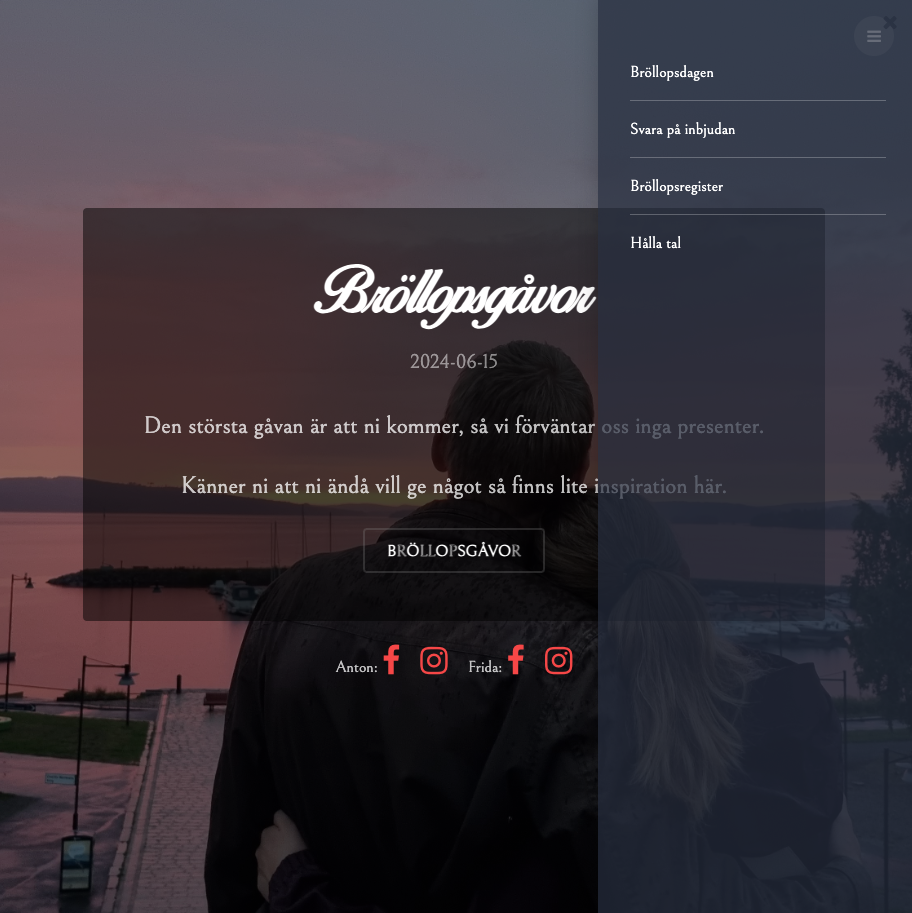 Bröllopsdagen
Svara på inbjudan
Bröllopsregister
Hålla tal
Bröllopsgåvor
2024-06-15
Den största gåvan är att ni kommer, så vi förväntar oss inga presenter.
Känner ni att ni ändå vill ge något så finns lite inspiration här.
BRÖLLOPSGÅVOR
Anton: Frida: